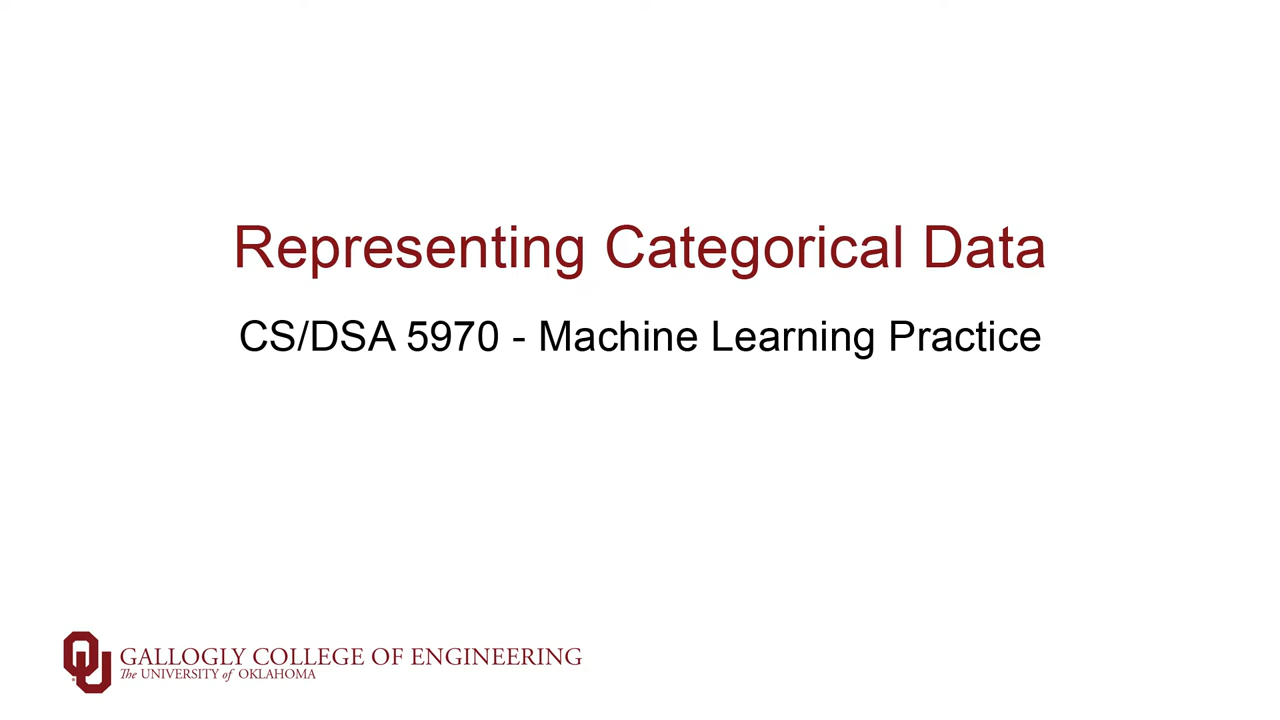 Representing Categorical Data
CS/DSA 5970 - Machine Learning Practice
GALLOGLY COLLEGE OF ENGINEERING
The UNIVERSITY of OKLAHOMA